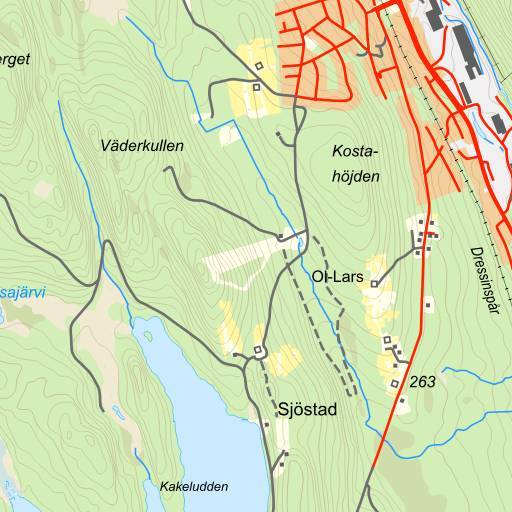 erget
Väderkullen
Kosta-
höjden
Dressinspår
Ol-Lars
sajärvi
263
Sjöstad
Kakeludden